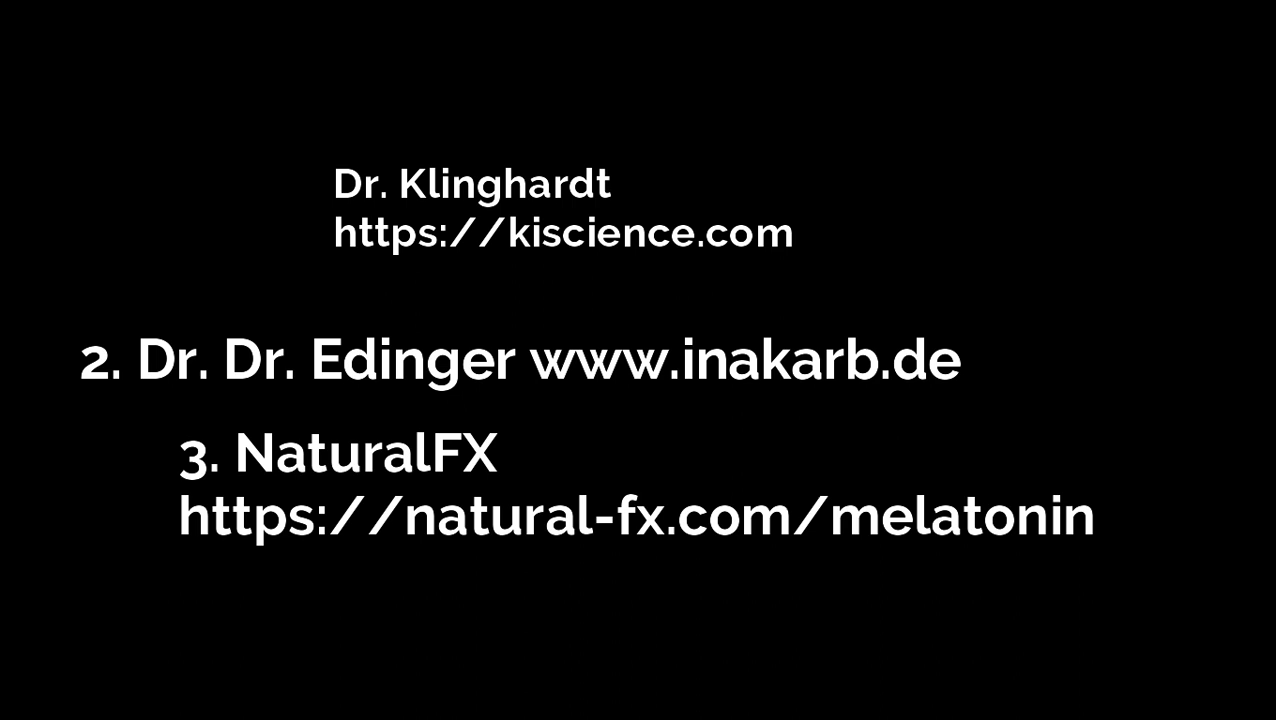 Dr. Klinghardt
https://kiscience.com
2. Dr. Dr. Edinger www.inakarb.de
3. NaturalFX
https://natural-fx.com/melatonin